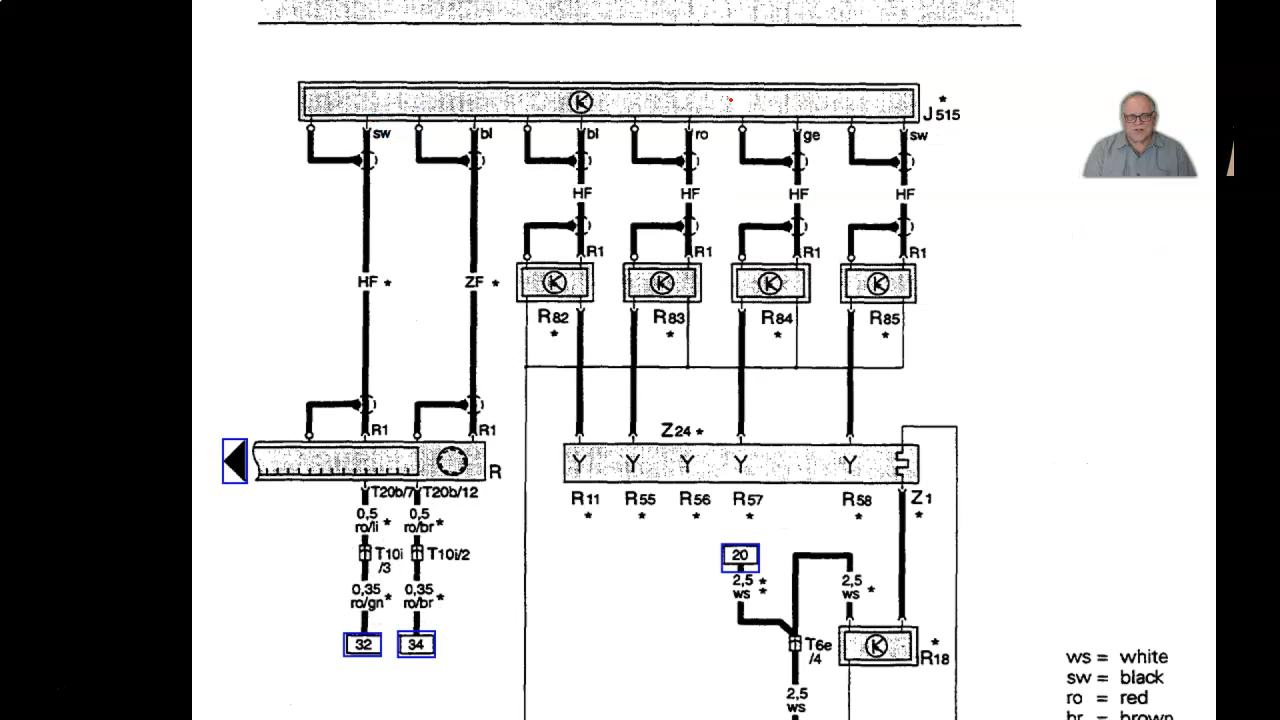 J515 *
sw bl bl ro ge sw
HF HF HF HF
R1 R1 R1 R1
HF * ZF *
R82 R83 R84 R85
* * * *
Z24 *
R1 R1
R
R11 R55 R56 R57 R58 Z1
* * * * * *
T20b/7 T20b/12
0,5 0,5
ro/li * ro/br *
T10i T10i/2
/3
20
2,5 * 2,5
ws * ws *
0,35 0,35
ro/gn * ro/br *
32 34
T6e
/4
*
R18
2,5
ws
ws = white
sw = black
ro = red
br = brown